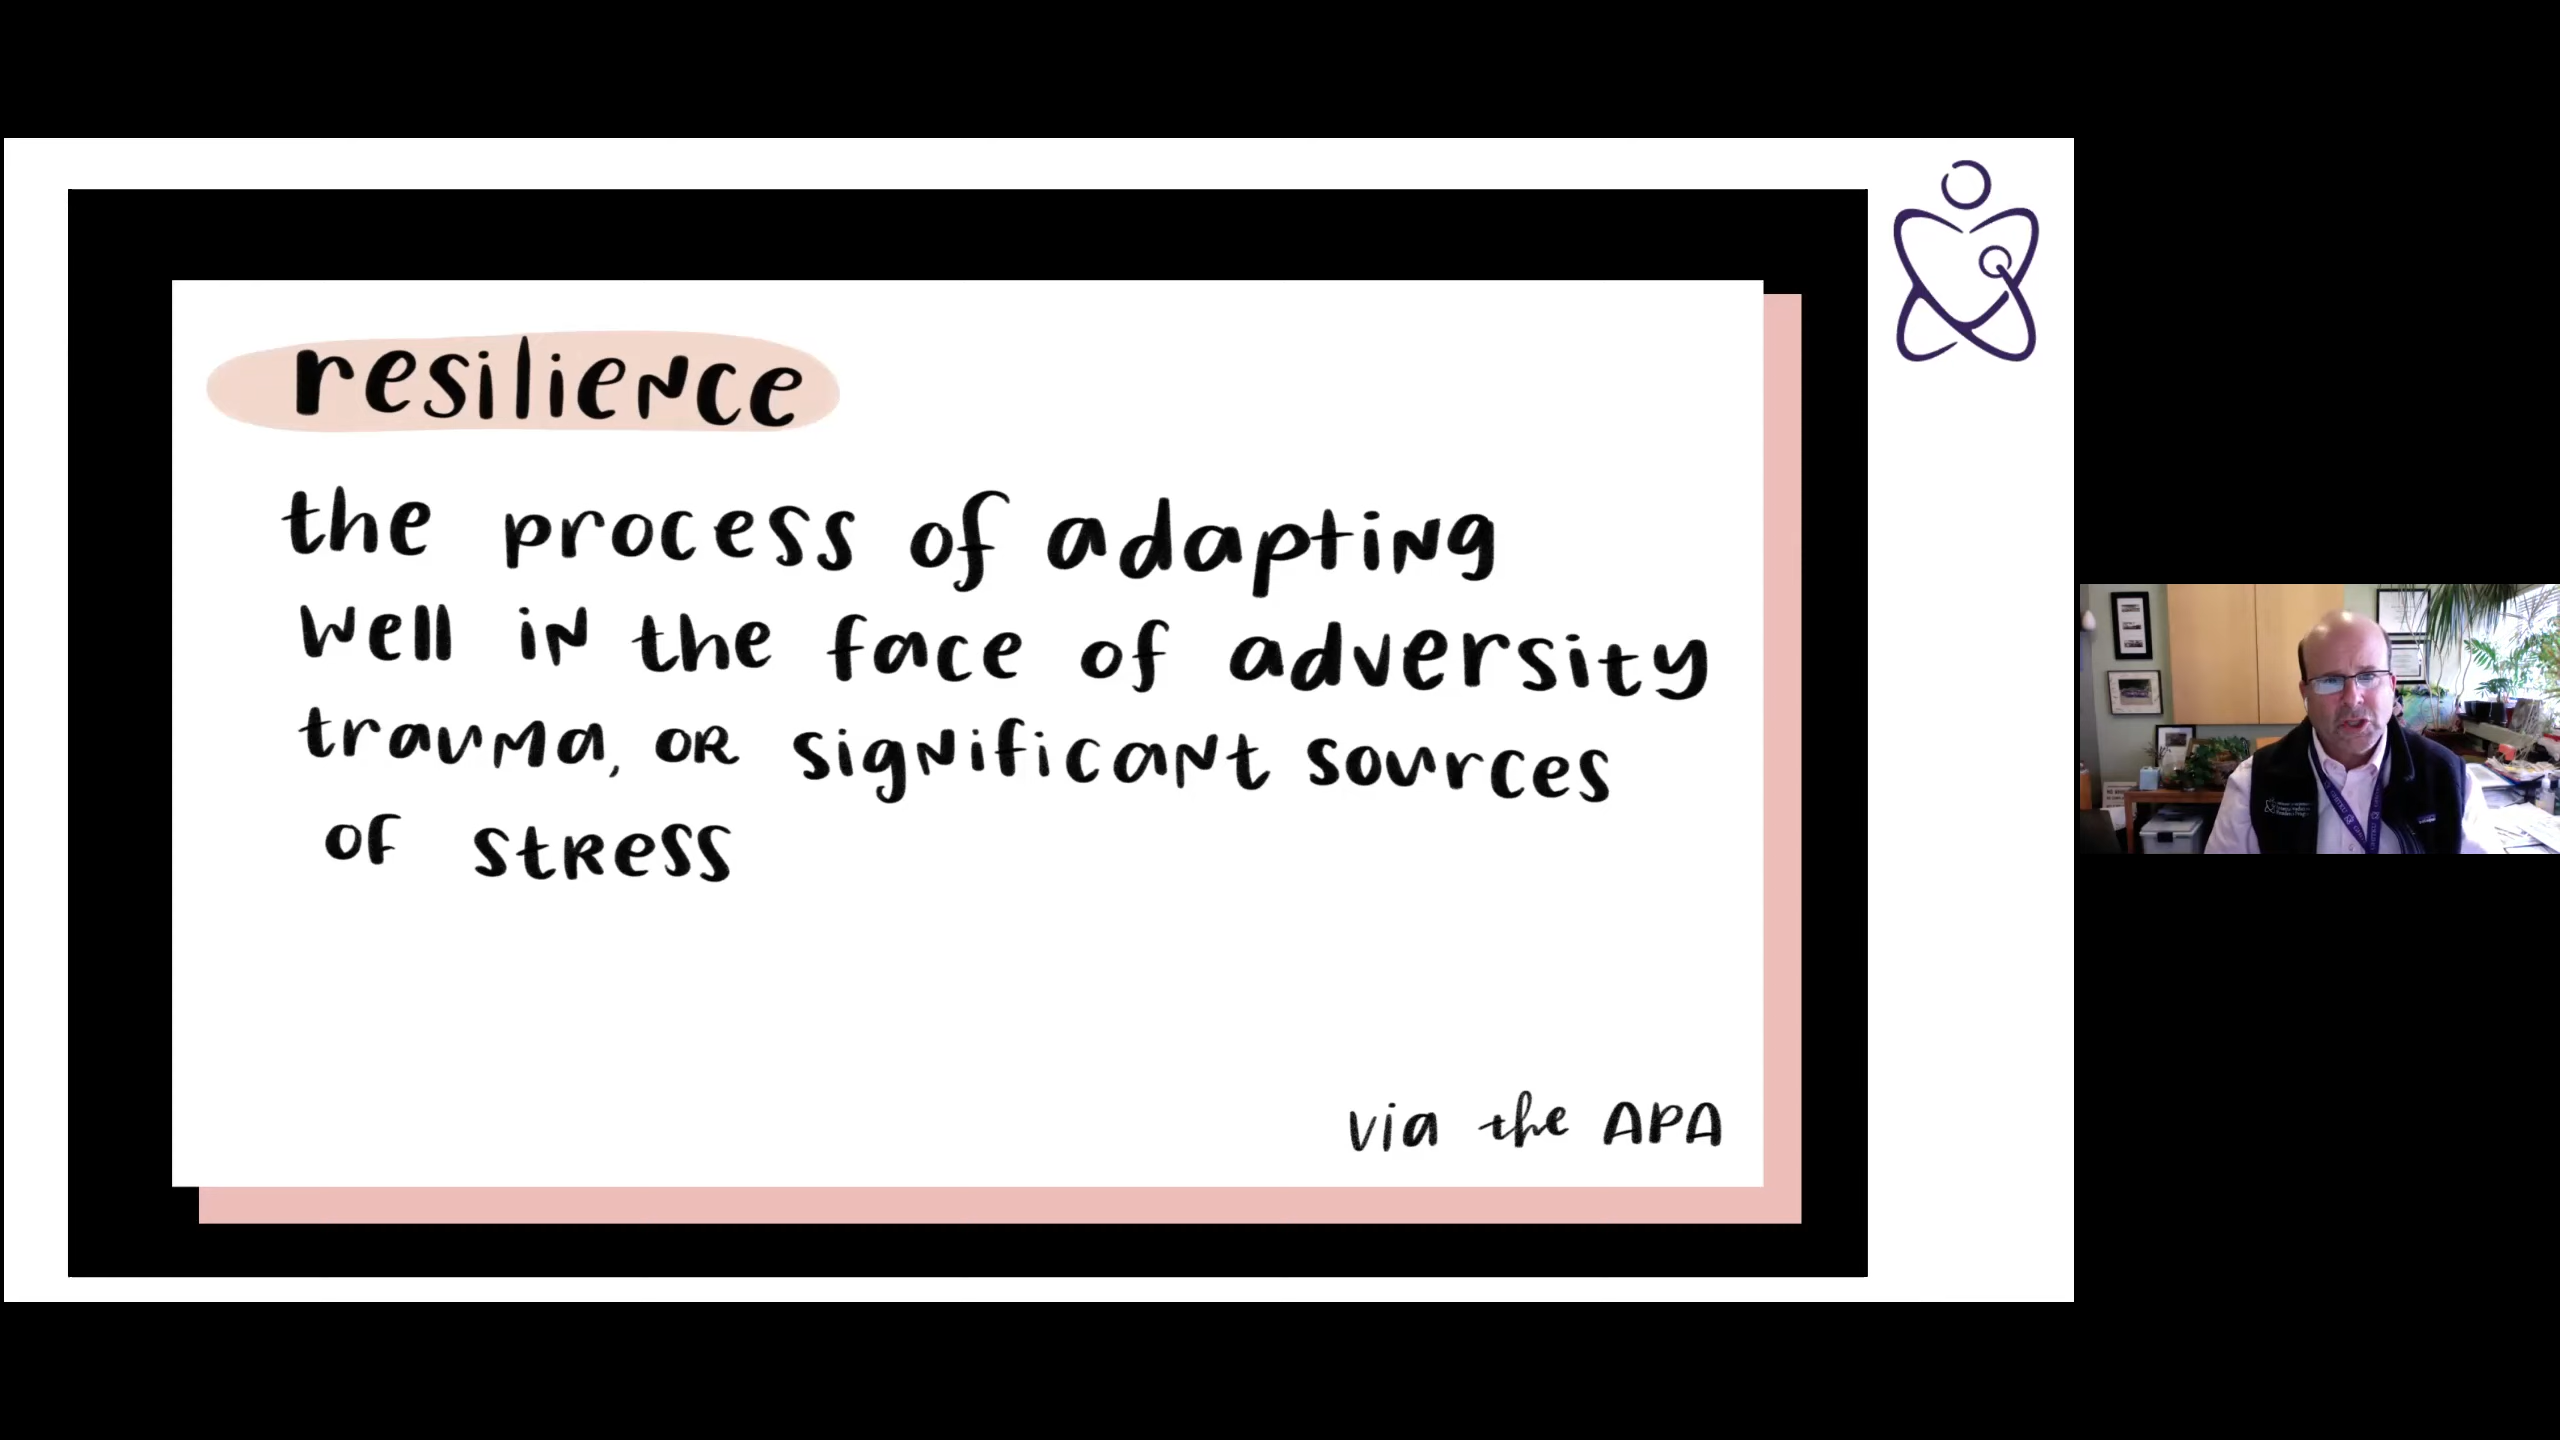 resilience
the process of adapting
well in the face of adversity
trauma, or significant sources
of stress
via the APA